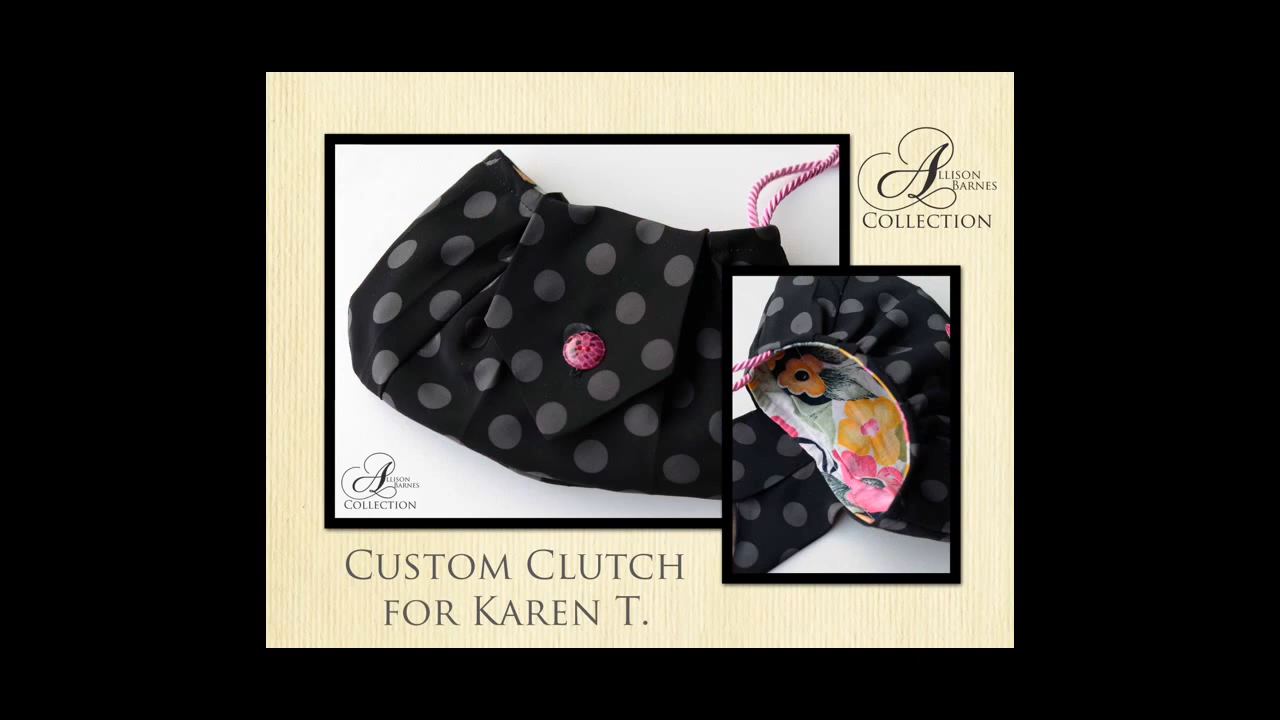 ALLISON
BARNES
COLLECTION
ALLISON
BARNES
COLLECTION
CUSTOM CLUTCH
FOR KAREN T.